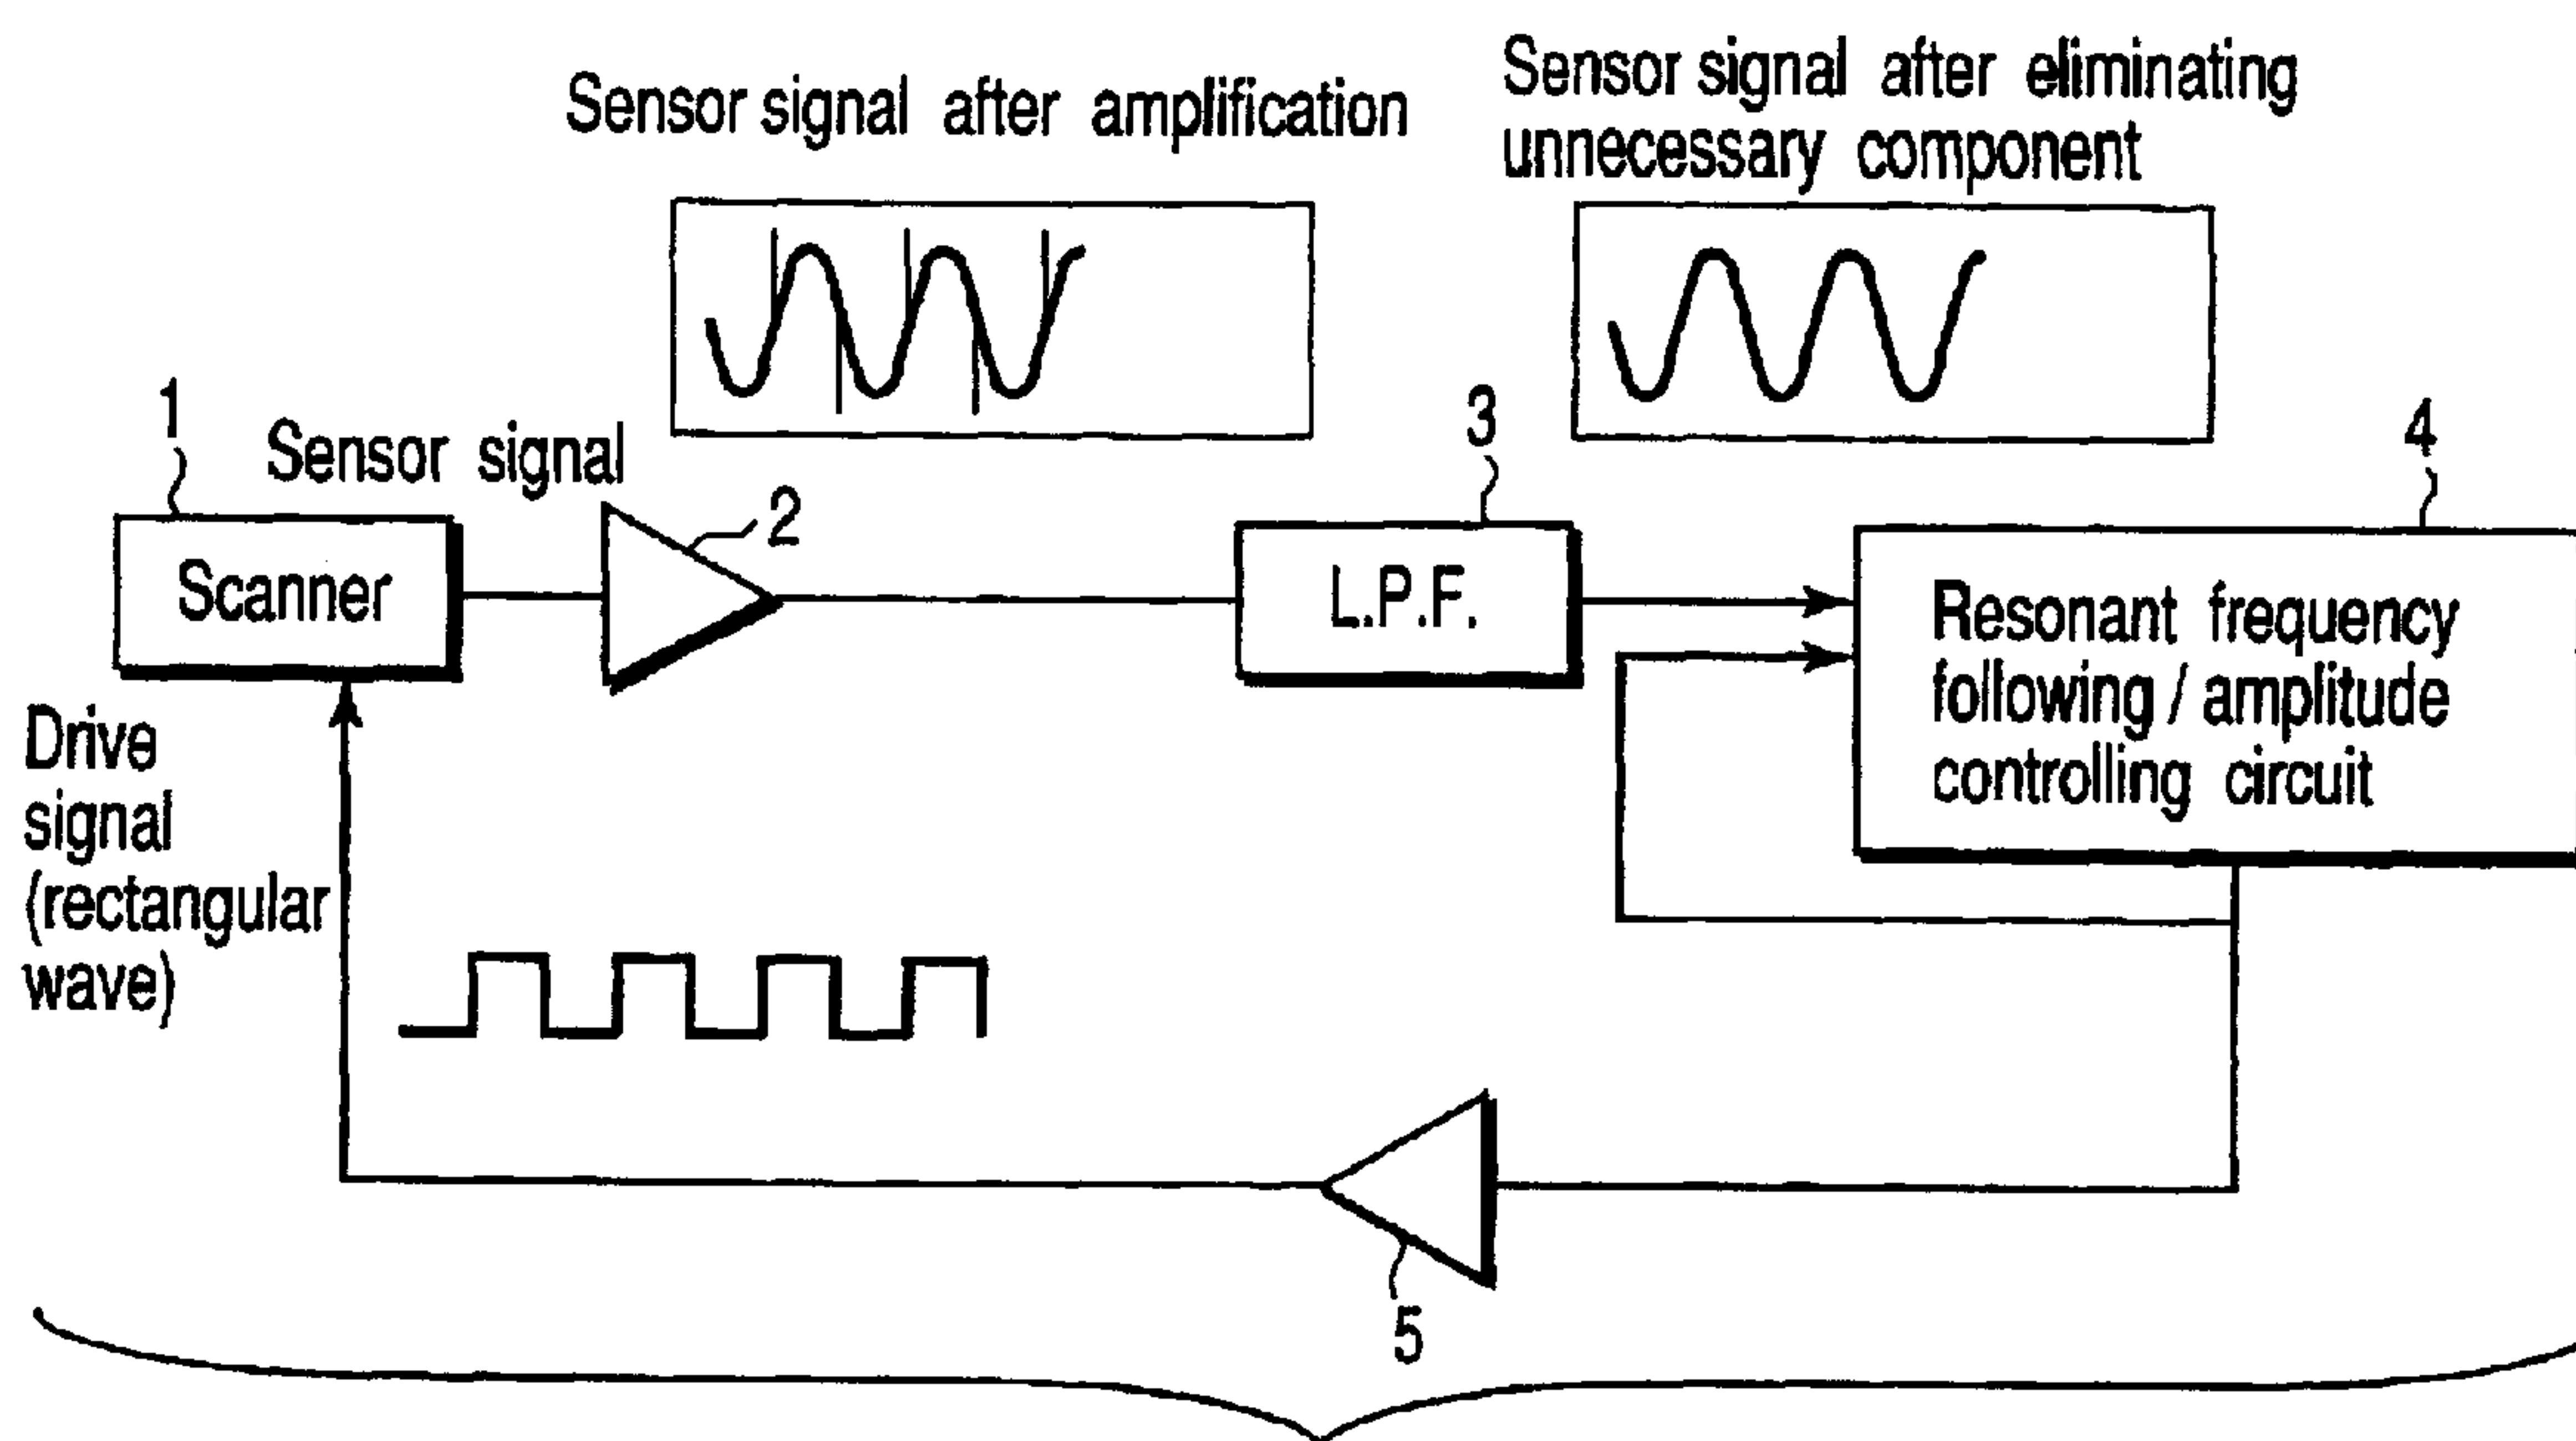 Sensor signal after amplification
Sensor signal after eliminating
unnecessary component
1
Sensor signal
2
3
4
Scanner
L.P.F.
Resonant frequency
following / amplitude
controlling circuit
Drive
signal
(rectangular
wave)
5